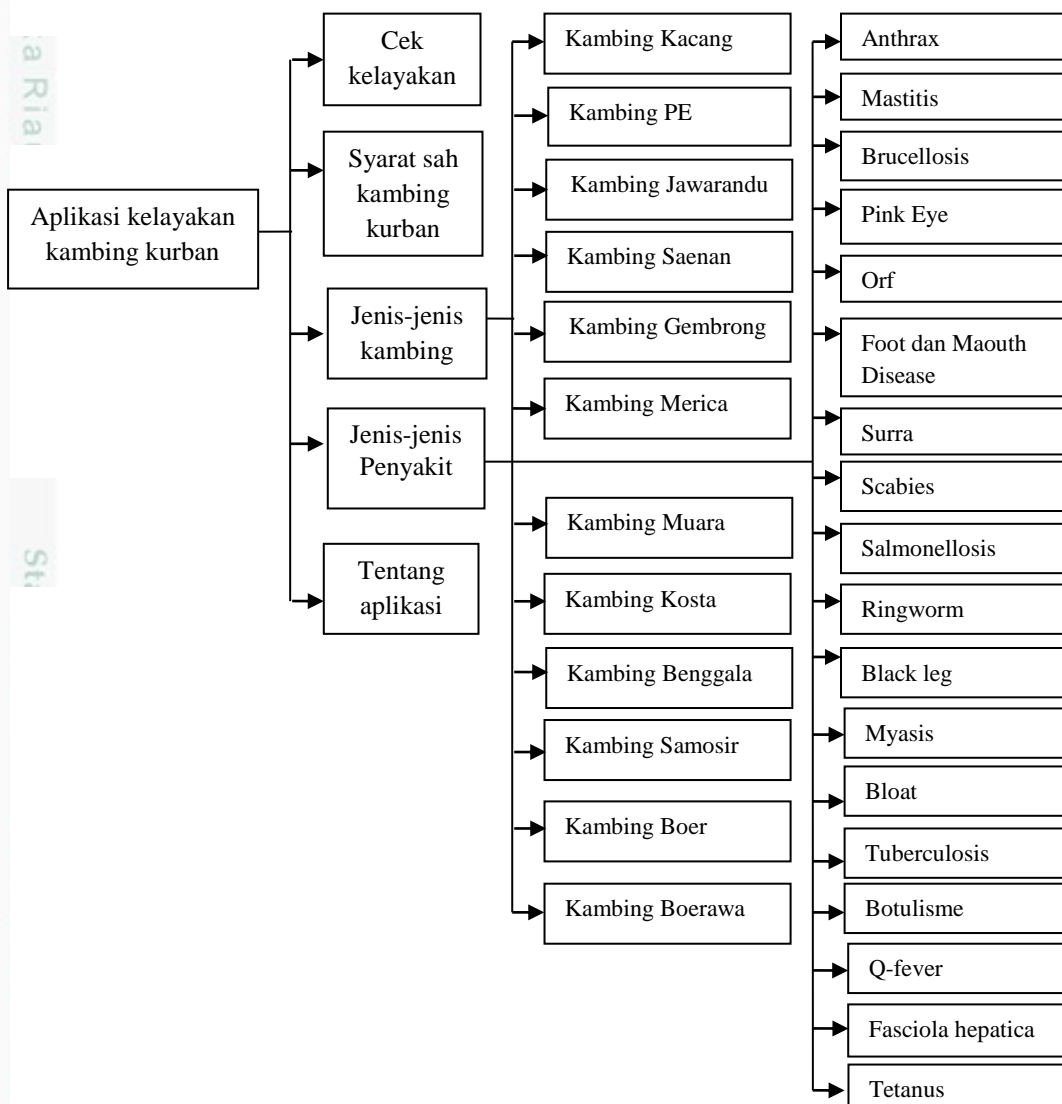 Aplikasi kelayakan
kambing kurban
Cek
kelayakan
Syarat sah
kambing
kurban
Jenis-jenis
kambing
Jenis-jenis
Penyakit
Tentang
aplikasi
Kambing Kacang
Kambing PE
Kambing Jawarandu
Kambing Saenan
Kambing Gembrong
Kambing Merica
Kambing Muara
Kambing Kosta
Kambing Benggala
Kambing Samosir
Kambing Boer
Kambing Boerawa
Anthrax
Mastitis
Brucellosis
Pink Eye
Orf
Foot dan Maouth
Disease
Surra
Scabies
Salmonellosis
Ringworm
Black leg
Myasis
Bloat
Tuberculosis
Botulisme
Q-fever
Fasciola hepatica
Tetanus